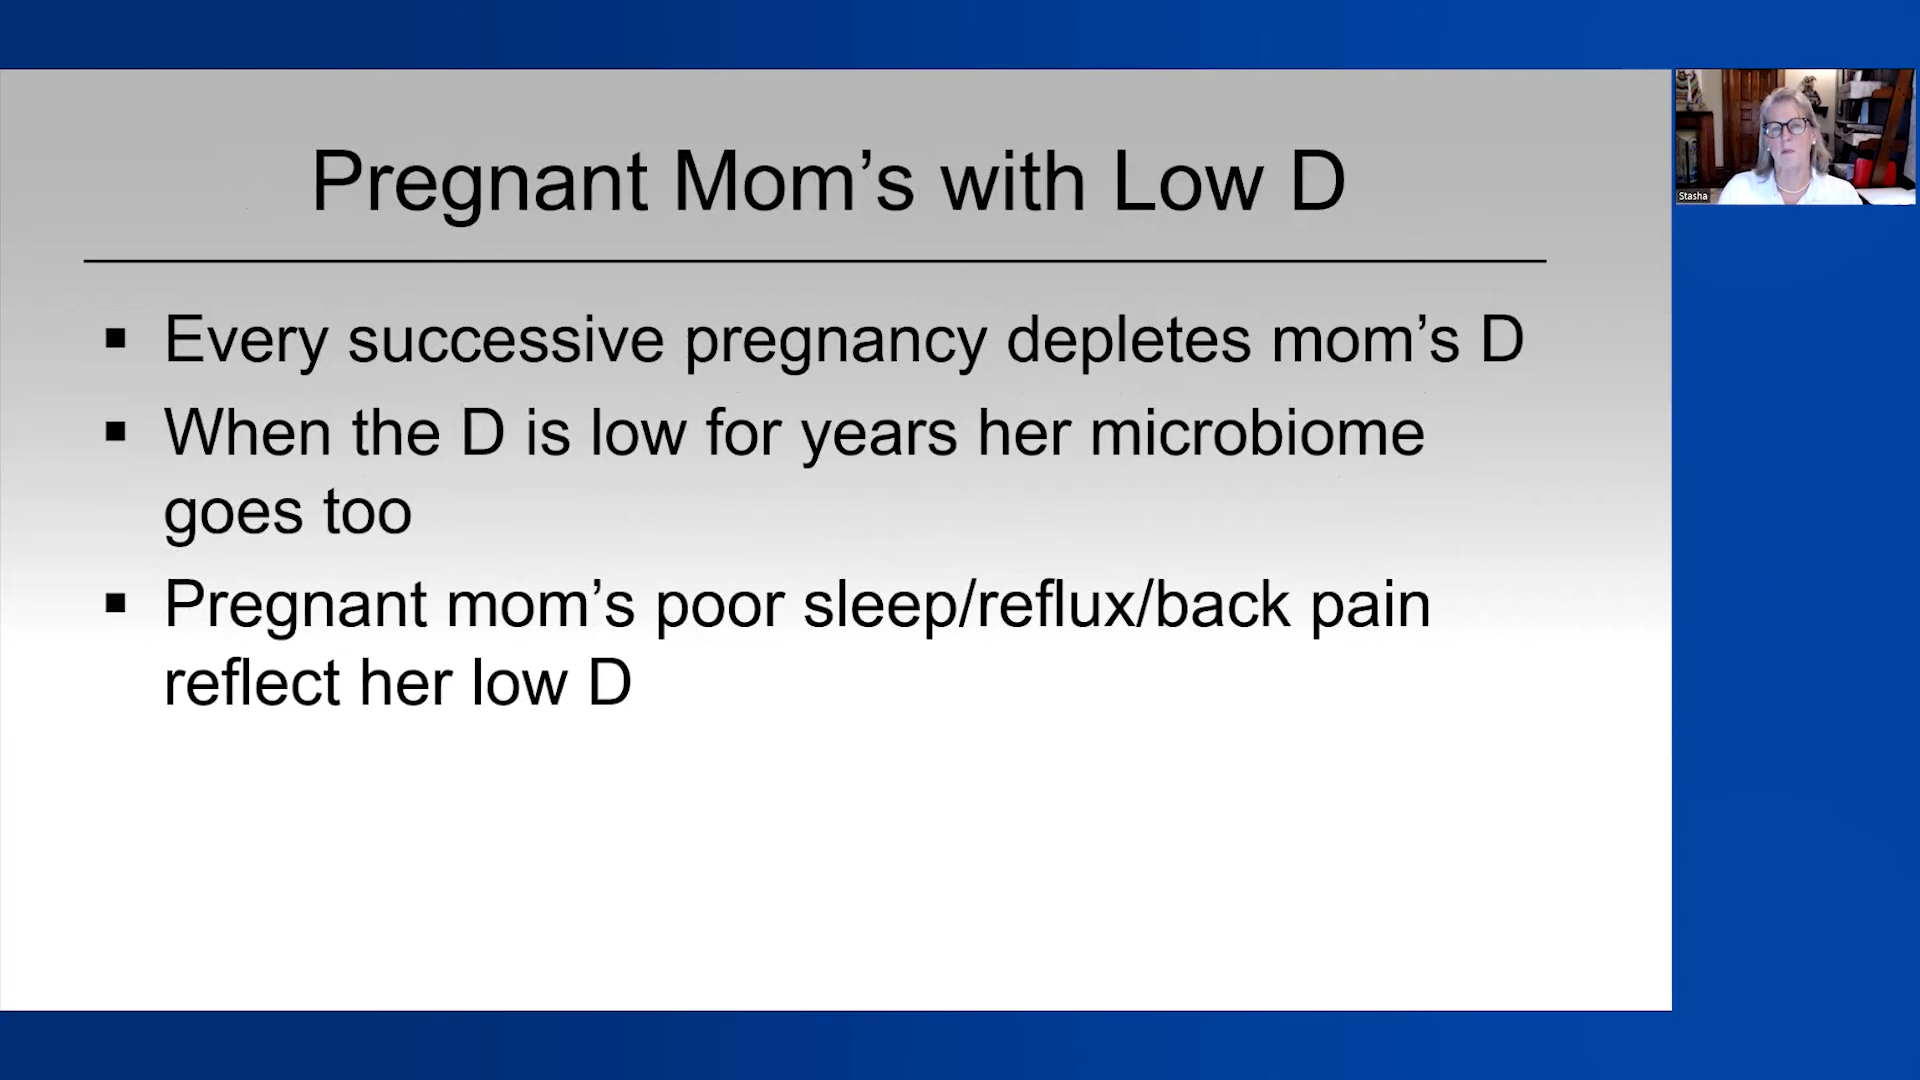 Pregnant Mom’s with Low D
▪ Every successive pregnancy depletes mom’s D
▪ When the D is low for years her microbiome
goes too
▪ Pregnant mom’s poor sleep/reflux/back pain
reflect her low D
Stasha